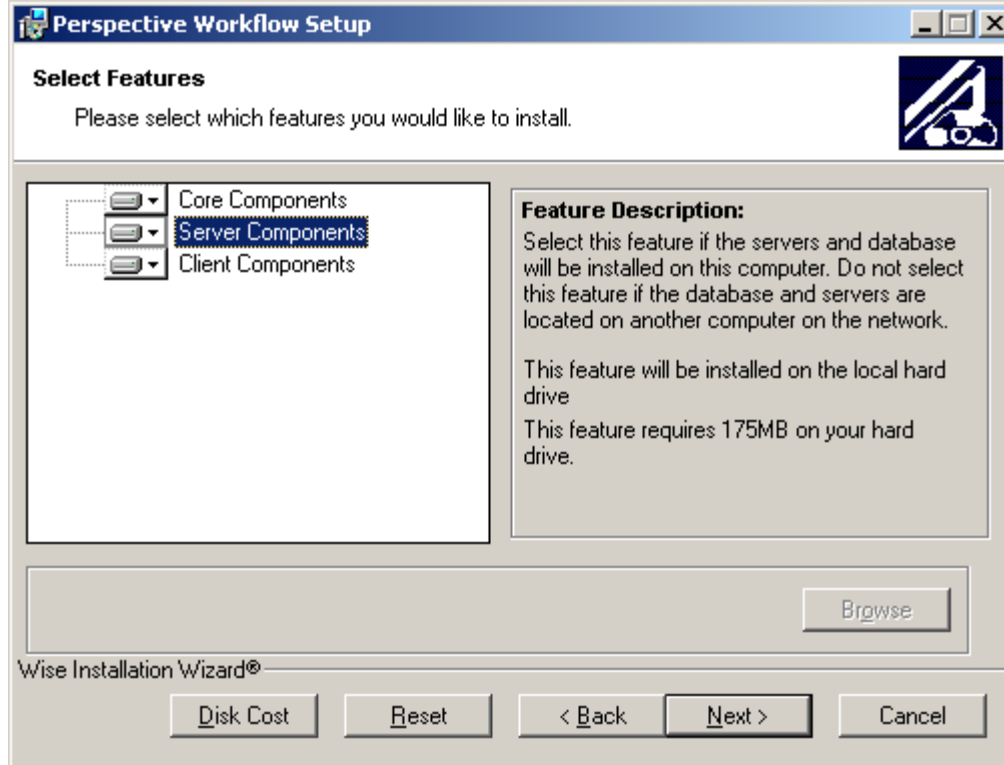 Perspective Workflow Setup
Select Features
Please select which features you would like to install.
Core Components
Server Components
Client Components
Feature Description:
Select this feature if the servers and database
will be installed on this computer. Do not select
this feature if the database and servers are
located on another computer on the network.
This feature will be installed on the local hard
drive
This feature requires 175MB on your hard
drive.
Browse
Wise Installation Wizard®
Disk Cost
Reset
< Back
Next >
Cancel